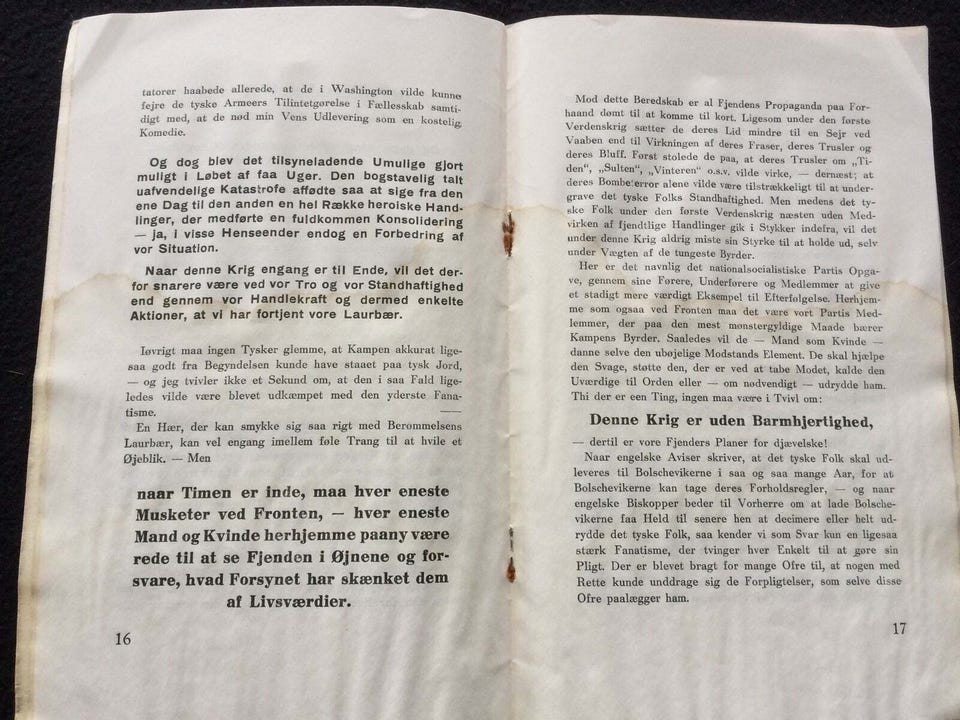 tatorer haabede allerede, at de i Washington vilde kunne
fejre de tyske Armeers Tilintetgørelse i Fællesskab samti-
digt med, at de nød min Vens Udlevering som en kostelig
Komedie.
Og dog blev det tilsyneladende Umulige gjort
muligt i Løbet af faa Uger. Den bogstavelig talt
uafvendelige Katastrofe affødte saa at sige fra den
ene Dag til den anden en hel Række heroiske Hand-
linger, der medførte en fuldkommen Konsolidering
— ja, i visse Henseender endog en Forbedring af
vor Situation.
Naar denne Krig engang er til Ende, vil det der-
for snarere være ved vor Tro og vor Standhaftighed
end gennem vor Handlekraft og dermed enkelte
Aktioner, at vi har fortjent vore Laurbær.
Iøvrigt maa ingen Tysker glemme, at Kampen akkurat lige-
saa godt fra Begyndelsen kunde have staaet paa tysk Jord,
— og jeg tvivler ikke et Sekund om, at den i saa Fald lige-
ledes vilde være blevet udkæmpet med den yderste Fana-
tisme.
En Hær, der kan smykke sig saa rigt med Berømmelsens
Laurbær, kan vel engang imellem føle Trang til at hvile et
Øjeblik. — Men
naar Timen er inde, maa hver eneste
Musketer ved Fronten, — hver eneste
Mand og Kvinde herhjemme paany være
rede til at se Fjenden i Øjnene og for-
svare, hvad Forsynet har skænket dem
af Livsværdier.
16
Mod dette Beredskab er al Fjendens Propaganda paa For-
haand dømt til at komme til kort. Ligesom under den første
Verdenskrig sætter de deres Lid mindre til en Sejr ved
Vaaben end til Virkningen af deres Fraser, deres Trusler og
deres Bluff. Først stolede de paa, at deres Trusler om „Ti-
den“, „Sulten“, „Vinteren“ o.s.v. vilde virke, — dernæst; at
deres Bombeterror alene vilde være tilstrækkeligt til at under-
grave det tyske Folks Standhaftighed. Men medens det ty-
ske Folk under den første Verdenskrig næsten uden Med-
virken af fjendtlige Handlinger gik i Stykker indefra, vil det
under denne Krig aldrig miste sin Styrke til at holde ud, selv
under Vægten af de tungeste Byrder.
Her er det navnlig det nationalsocialistiske Partis Opga-
ve, gennem sine Førere, Underførere og Medlemmer at give
et stadigt mere værdigt Eksempel til Efterfølgelse. Herhjem-
me som ogsaa ved Fronten maa det være vort Partis Med-
lemmer, der paa den mest mønstergyldige Maade bærer
Kampens Byrder. Saaledes vil de — Mand som Kvinde —
danne selve den ubøjelige Modstands Element. De skal hjælpe
den Svage, støtte den, der er ved at tabe Modet, kalde den
Uværdige til Orden eller — om nødvendigt — udrydde ham.
Thi der er een Ting, ingen maa være i Tvivl om:
Denne Krig er uden Barmhjertighed,
— dertil er vore Fjenders Planer for djævelske!
Naar engelske Aviser skriver, at det tyske Folk skal ud-
leveres til Bolschevikerne i saa og saa mange Aar, for at
Bolschevikerne kan tage deres Forholdsregler, — og naar
engelske Biskopper beder til Vorherre om at lade Bolsche-
vikerne faa Held til senere hen at decimere eller helt ud-
rydde det tyske Folk, saa kender vi som Svar kun en ligesaa
stærk Fanatisme, der tvinger hver Enkelt til at gøre sin
Pligt. Der er blevet bragt for mange Ofre til, at nogen med
Rette kunde unddrage sig de Forpligtelser, som selve disse
Ofre paalægger ham.
17